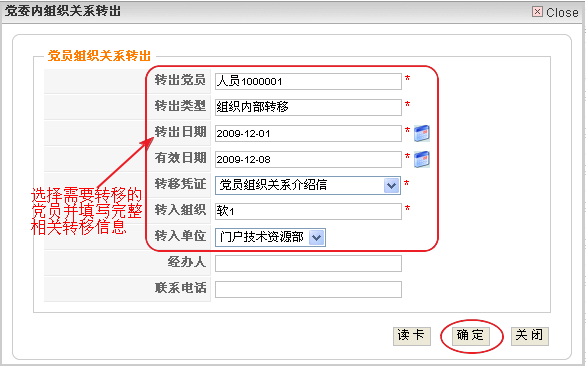 党委内组织关系转出
Close
党员组织关系转出
转出党员 人员1000001 *
转出类型 组织内部转移
转出日期 2009-12-01 *
有效日期 2009-12-08 *
转移凭证 党员组织关系介绍信 *
转入组织 软1 *
转入单位 门户技术资源部
经办人
联系电话
选择需要转移的
党员并填写完整
相关转移信息
读卡 确定 关闭